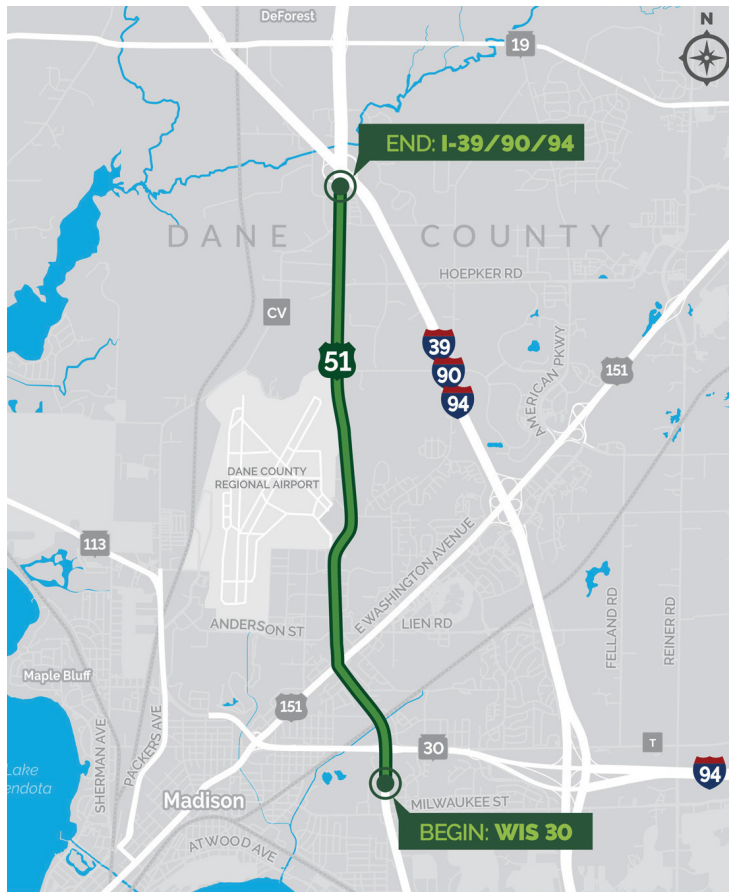 DeForest
N
19
END: I-39/90/94
DANE COUNTY
HOEPKER RD
CV
39
51
151
90
AMERICAN PKWY
94
DANE COUNTY
REGIONAL AIRPORT
113
E WASHINGTON AVENUE
FELLAND RD
REINER RD
ANDERSON ST
LIEN RD
Maple Bluff
151
SHERMAN AVE
PACKERS AVE
30
T
94
Lake
endota
Madison
MILWAUKEE ST
BEGIN: WIS 30
ATWOOD AVE